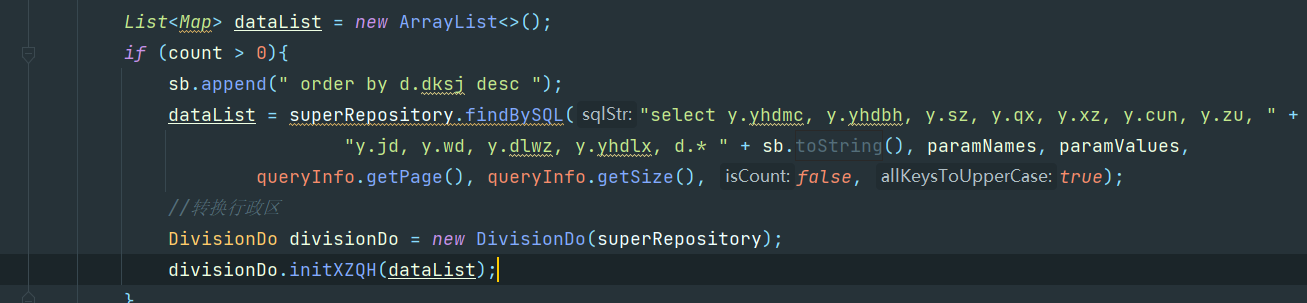 List<Map> dataList = new ArrayList<>();
if (count > 0){
sb.append(" order by d.dksj desc ");
dataList = superRepository.findBySQL( sqlStr: "select y.yhdmc, y.yhdbh, y.sz, y.qx, y.xz, y.cun, y.zu, " +
"y.jd, y.wd, y.dlwz, y.yhdlx, d.* " + sb.toString(), paramNames, paramValues,
queryInfo.getPage(), queryInfo.getSize(), isCount: false, allKeysToUpperCase: true);
//转换行政区
DivisionDo divisionDo = new DivisionDo(superRepository);
divisionDo.initXZQH(dataList);
}